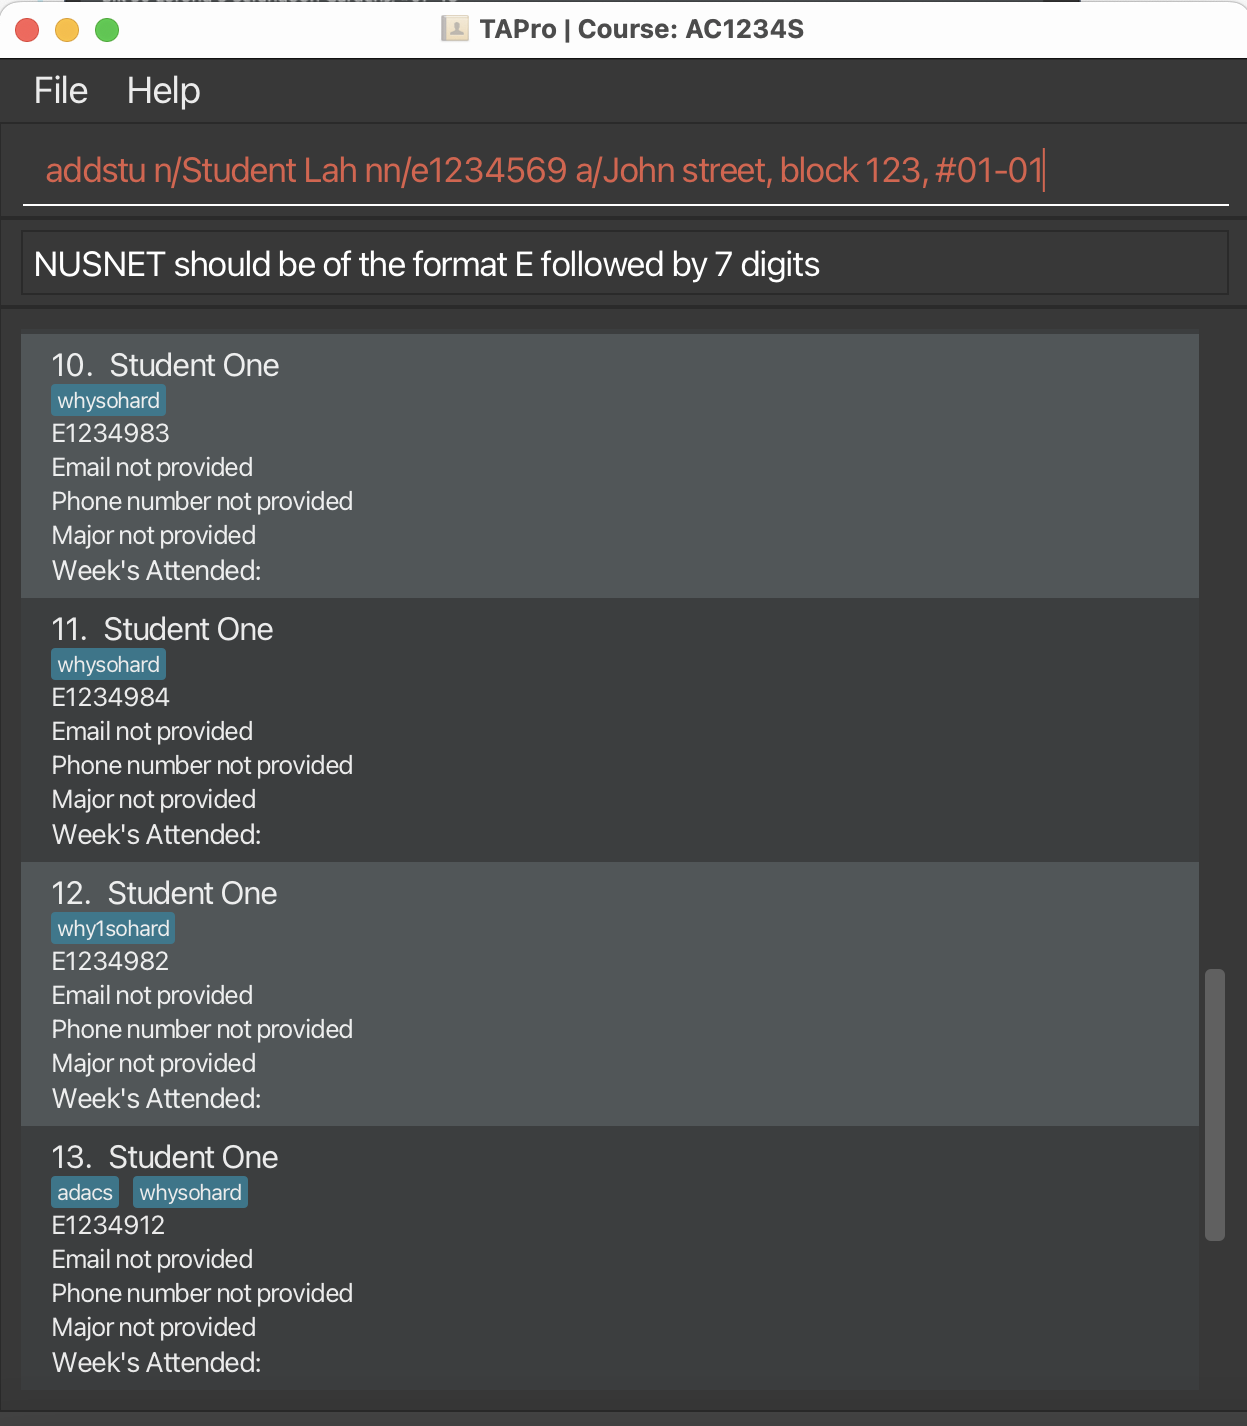 TAPro | Course: AC1234S
File Help
addstu n/Student Lah nn/e1234569 a/John street, block 123, #01-01
NUSNET should be of the format E followed by 7 digits
10. Student One
whysohard
E1234983
Email not provided
Phone number not provided
Major not provided
Week's Attended:
11. Student One
whysohard
E1234984
Email not provided
Phone number not provided
Major not provided
Week's Attended:
12. Student One
why1sohard
E1234982
Email not provided
Phone number not provided
Major not provided
Week's Attended:
13. Student One
adacs whysohard
E1234912
Email not provided
Phone number not provided
Major not provided
Week's Attended: